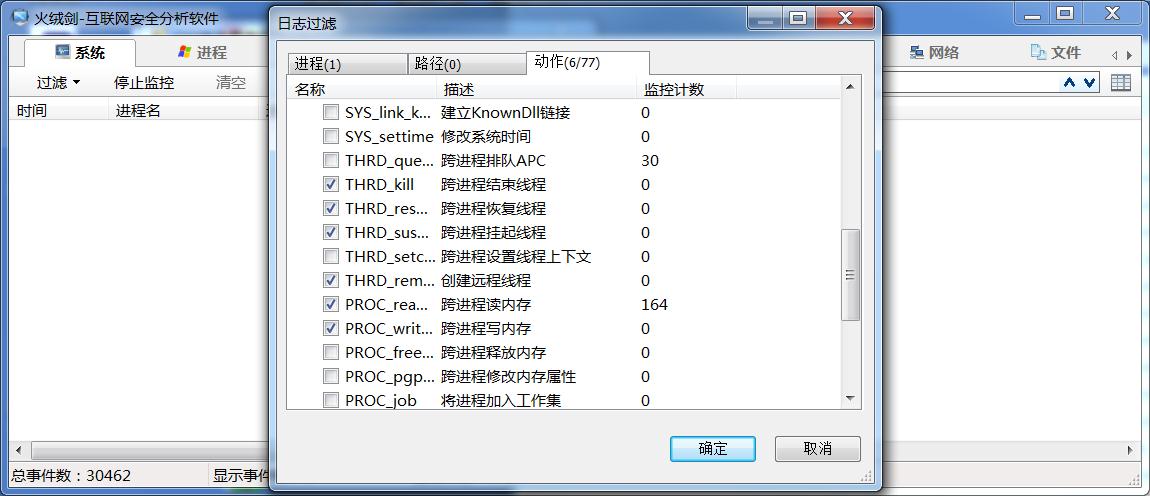 火绒剑-互联网安全分析软件
日志过滤
系统 进程 网络 文件
进程(1) 路径(0) 动作(6/77)
过滤 停止监控 清空
名称 描述 监控计数
时间 进程名
SYS_link_k... 建立KnownDll链接 0
SYS_settime 修改系统时间 0
THRD_que... 跨进程排队APC 30
THRD_kill 跨进程结束线程 0
THRD_res... 跨进程恢复线程 0
THRD_sus... 跨进程挂起线程 0
THRD_setc... 跨进程设置线程上下文 0
THRD_rem... 创建远程线程 0
PROC_rea... 跨进程读内存 164
PROC_writ... 跨进程写内存 0
PROC_free... 跨进程释放内存 0
PROC_pgp... 跨进程修改内存属性 0
PROC_job 将进程加入工作集 0
确定 取消
总事件数：30462 显示事件